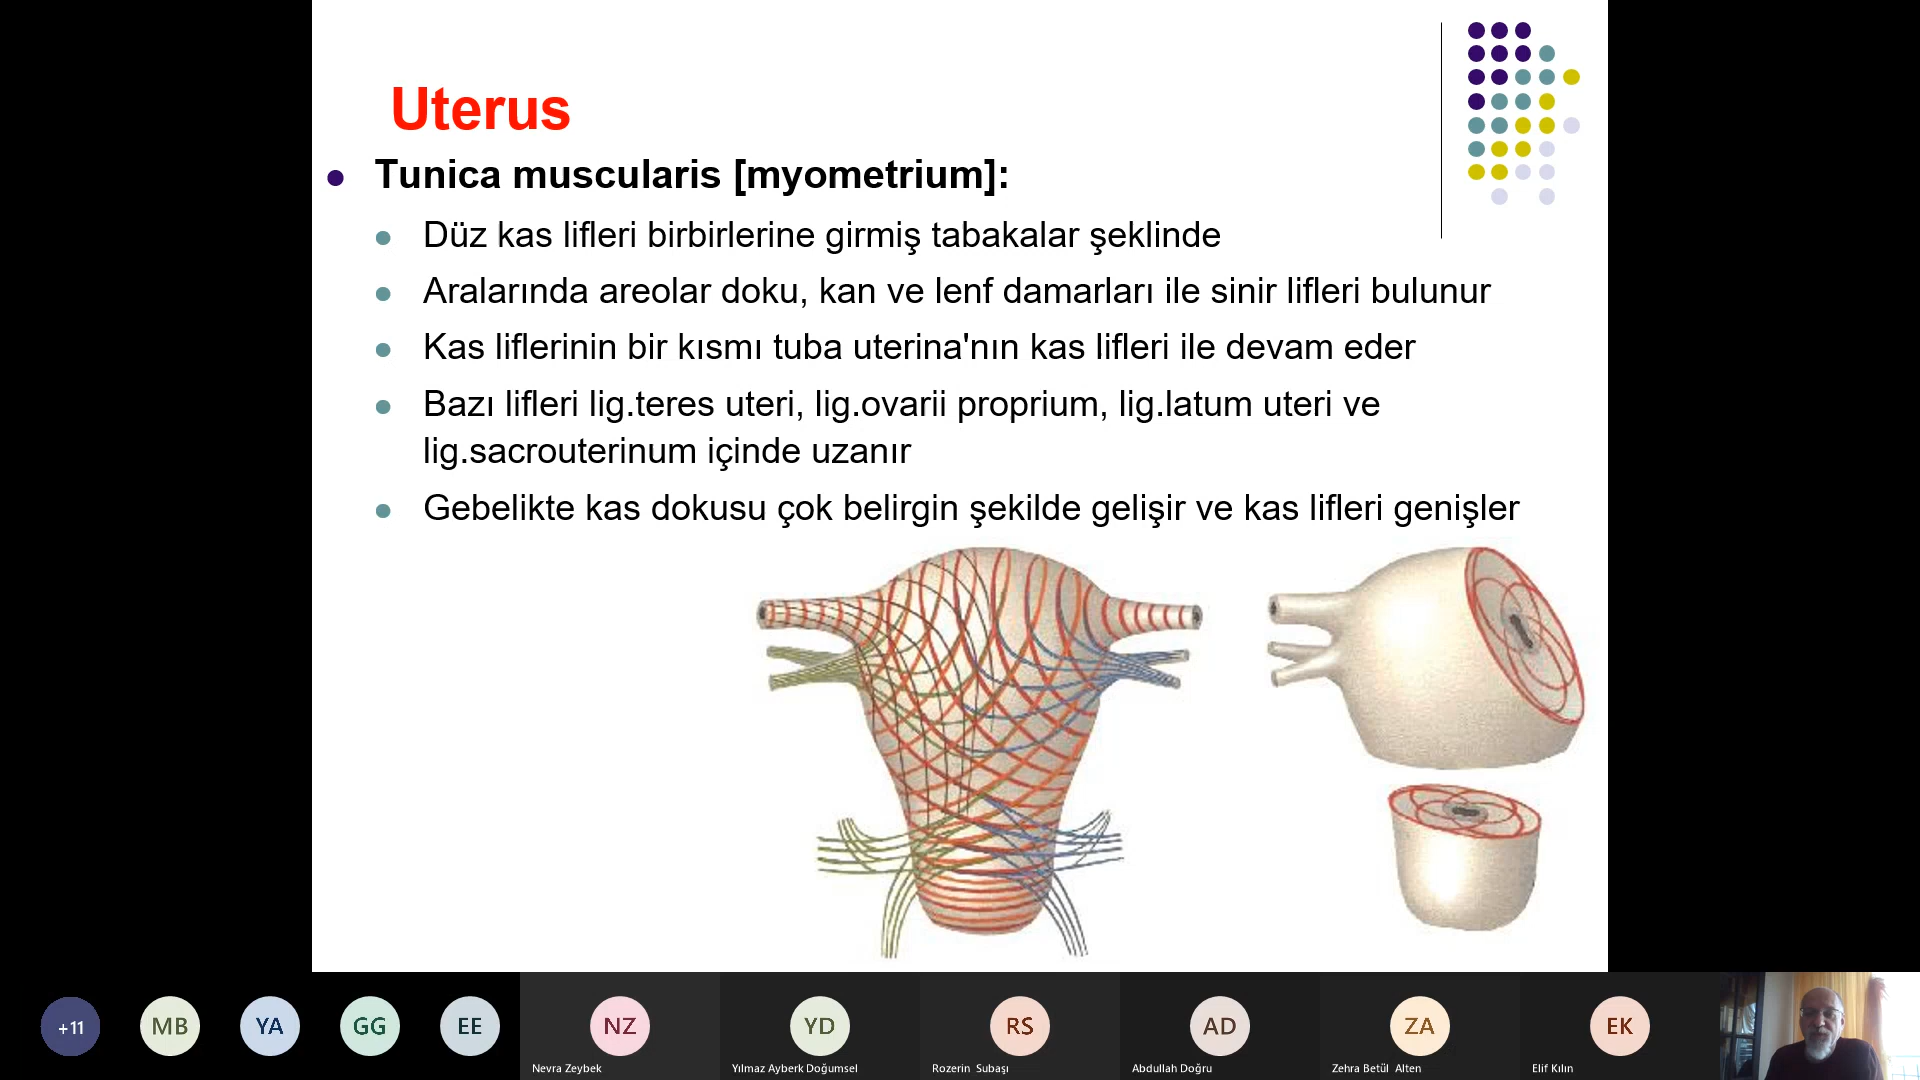 Uterus
Tunica muscularis [myometrium]:
Düz kas lifleri birbirlerine girmiş tabakalar şeklinde
Aralarında areolar doku, kan ve lenf damarları ile sinir lifleri bulunur
Kas liflerinin bir kısmı tuba uterina'nın kas lifleri ile devam eder
Bazı lifleri lig.teres uteri, lig.ovarii proprium, lig.latum uteri ve
lig.sacrouterinum içinde uzanır
Gebelikte kas dokusu çok belirgin şekilde gelişir ve kas lifleri genişler
+11
MB
YA
GG
EE
NZ
YD
RS
AD
ZA
EK
Nevra Zeybek
Yılmaz Ayberk Doğumsel
Rozerin Subaşı
Abdullah Doğru
Zehra Betül Alten
Elif Kılın